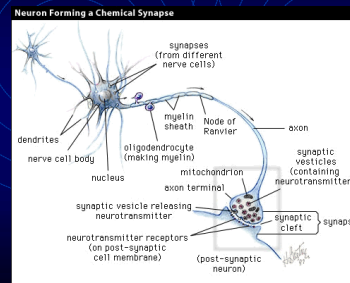 Neuron Forming a Chemical Synapse
synapses
(from different
nerve cells)
myelin
sheath
Node of
Ranvier
axon
dendrites
nerve cell body
nucleus
oligodendrocyte
(making myelin)
synaptic
vesticles
(containing
neurotransmitter
mitochondrion
axon terminal
synaptic vesicle releasing
neurotransmitter
synaptic
cleft
synaps
neurotransmitter receptors
(on post-synaptic
cell membrane)
(post-synaptic
neuron)